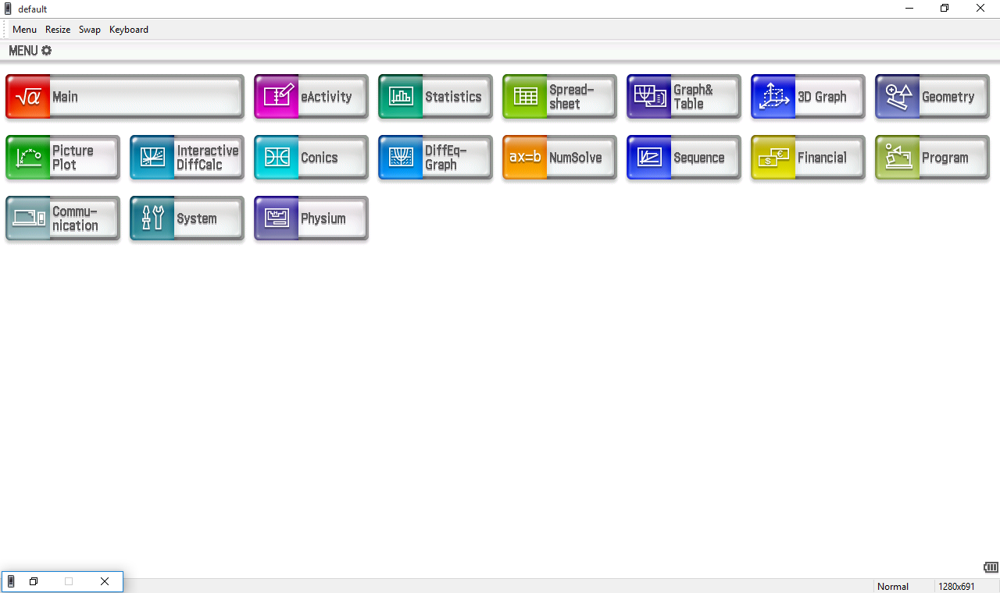 default
Menu Resize Swap Keyboard
MENU
√α Main
eActivity
Statistics
Spread-
sheet
Graph&
Table
3D Graph
Geometry
Picture
Plot
Interactive
DiffCalc
Conics
DiffEq-
Graph
ax=b NumSolve
Sequence
$ € Financial
Program
Commu-
nication
System
Physium
Normal 1280x691